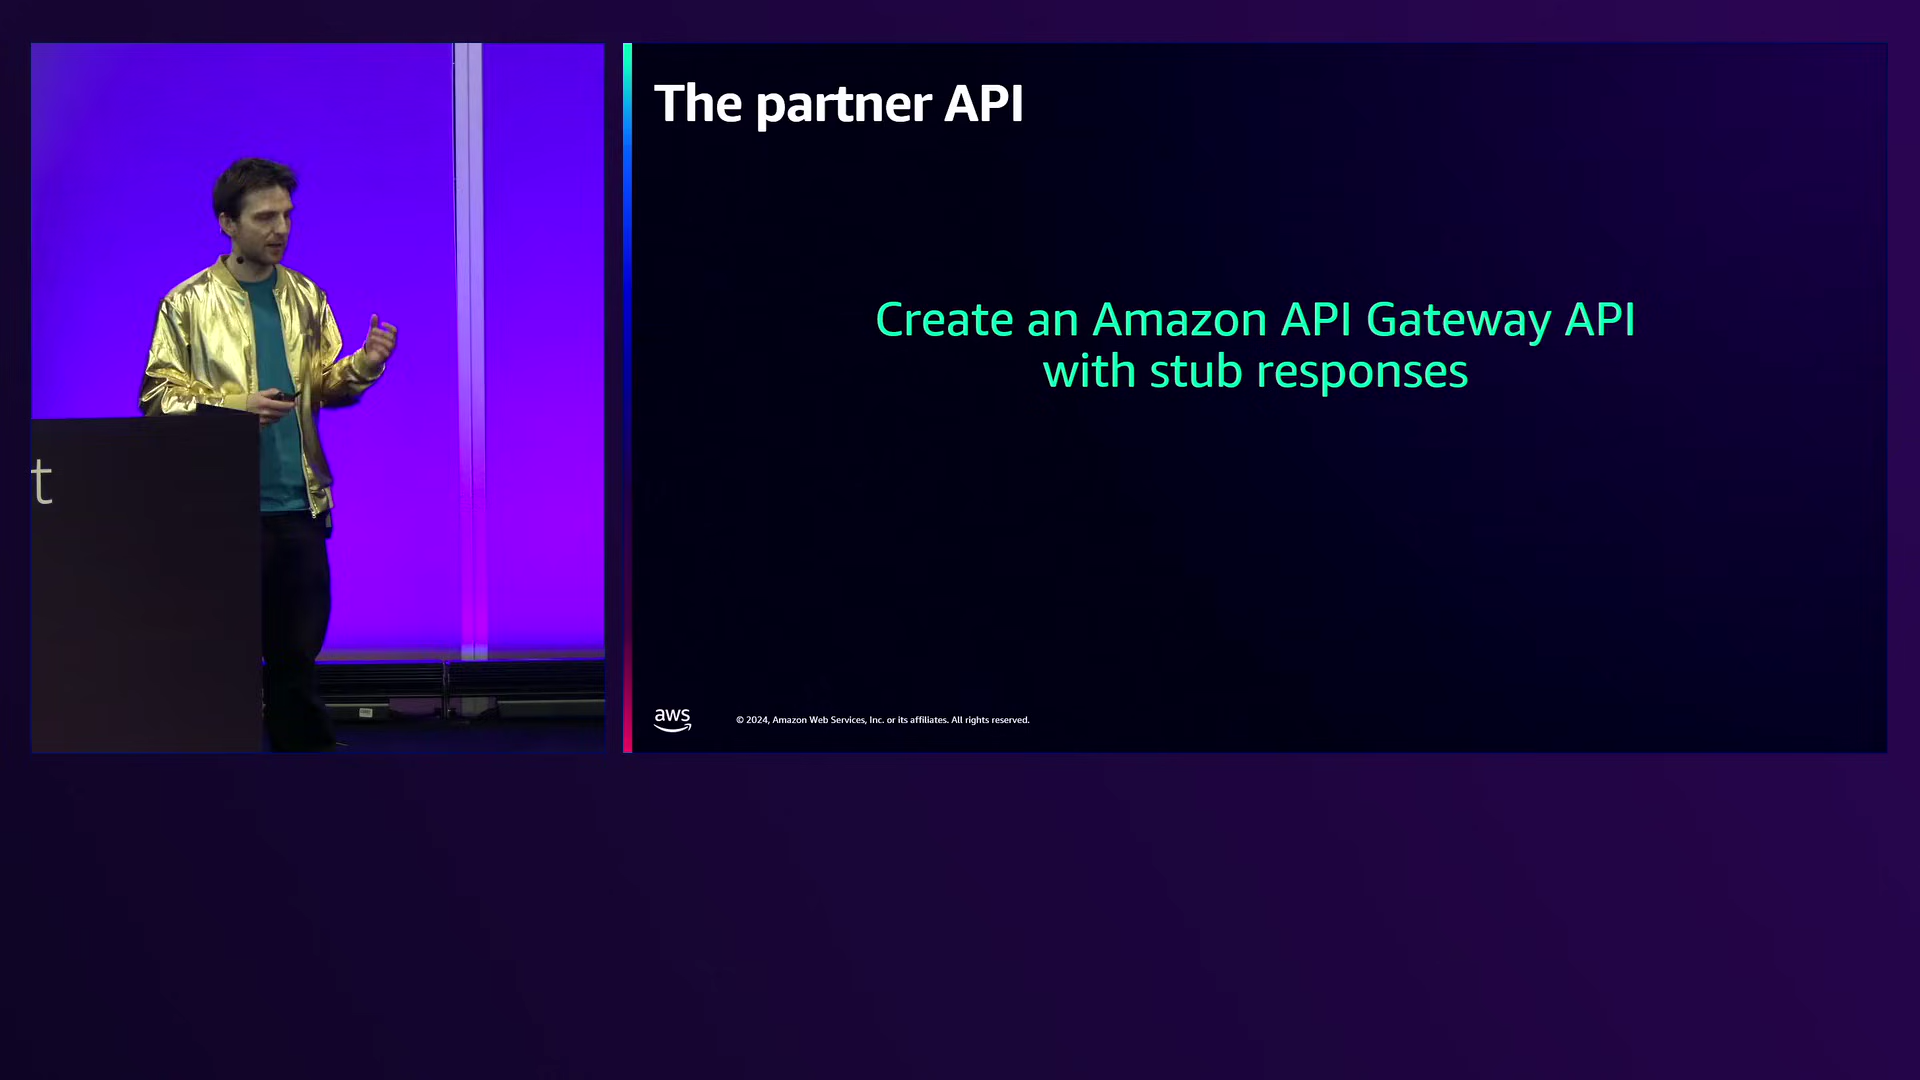 t
The partner API
Create an Amazon API Gateway API
with stub responses
aws
© 2024, Amazon Web Services, Inc. or its affiliates. All rights reserved.